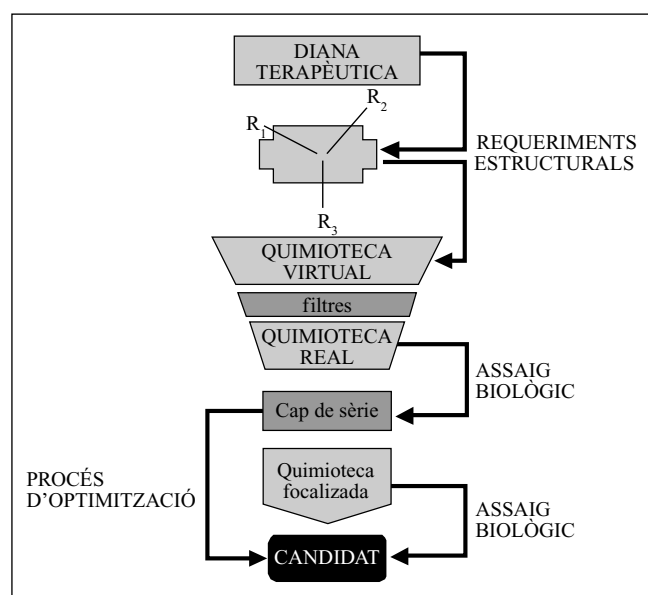 DIANA
TERAPÈUTICA
R2
R1
REQUERIMENTS
ESTRUCTURALS
R3
QUIMIOTECA
VIRTUAL
filtres
QUIMIOTECA
REAL
ASSAIG
BIOLÒGIC
Cap de sèrie
PROCÉS
D’OPTIMITZACIÓ
Quimioteca
focalizada
ASSAIG
BIOLÒGIC
CANDIDAT